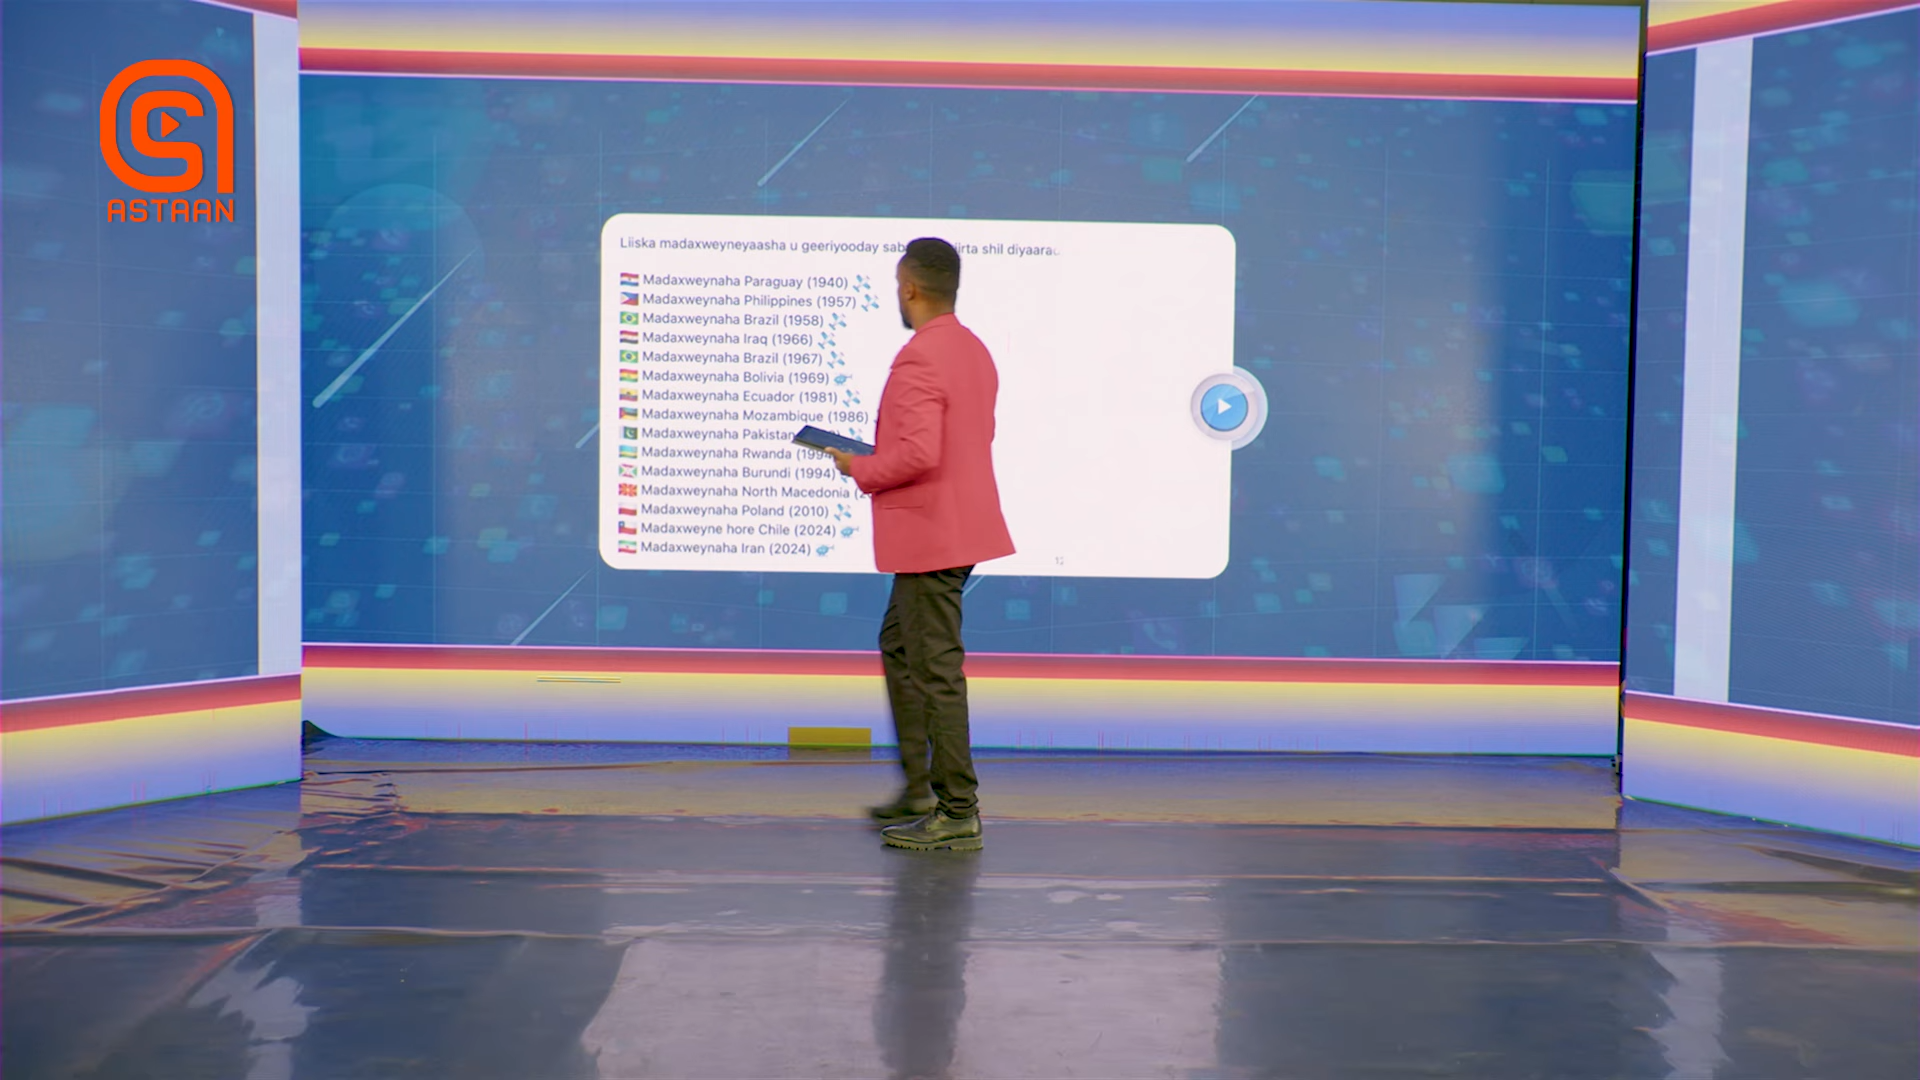 ASTAAN
Liiska madaxweyneyaasha u geeriyooday shil diyaarad
Madaxweynaha Paraguay (1940)
Madaxweynaha Philippines (1957)
Madaxweynaha Brazil (1958)
Madaxweynaha Iraq (1966)
Madaxweynaha Brazil (1967)
Madaxweynaha Bolivia (1969)
Madaxweynaha Ecuador (1981)
Madaxweynaha Mozambique (1986)
Madaxweynaha Pakistan
Madaxweynaha Rwanda (1994
Madaxweynaha Burundi (1994)
Madaxweynaha North Macedonia
Madaxweynaha Poland (2010)
Madaxweyne hore Chile (2024)
Madaxweynaha Iran (2024)